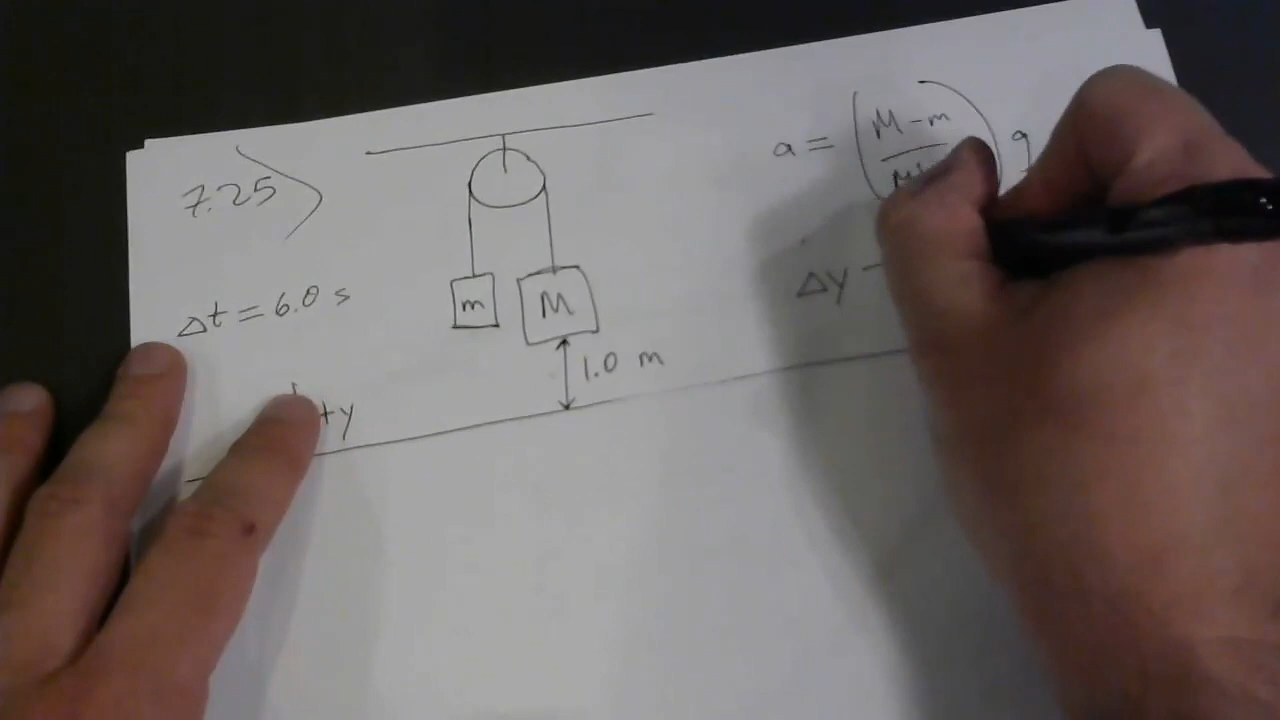 7.25)
Δt = 6.0 s
m
M
1.0 m
+y
a = (M - m / M+ ) g
Δy